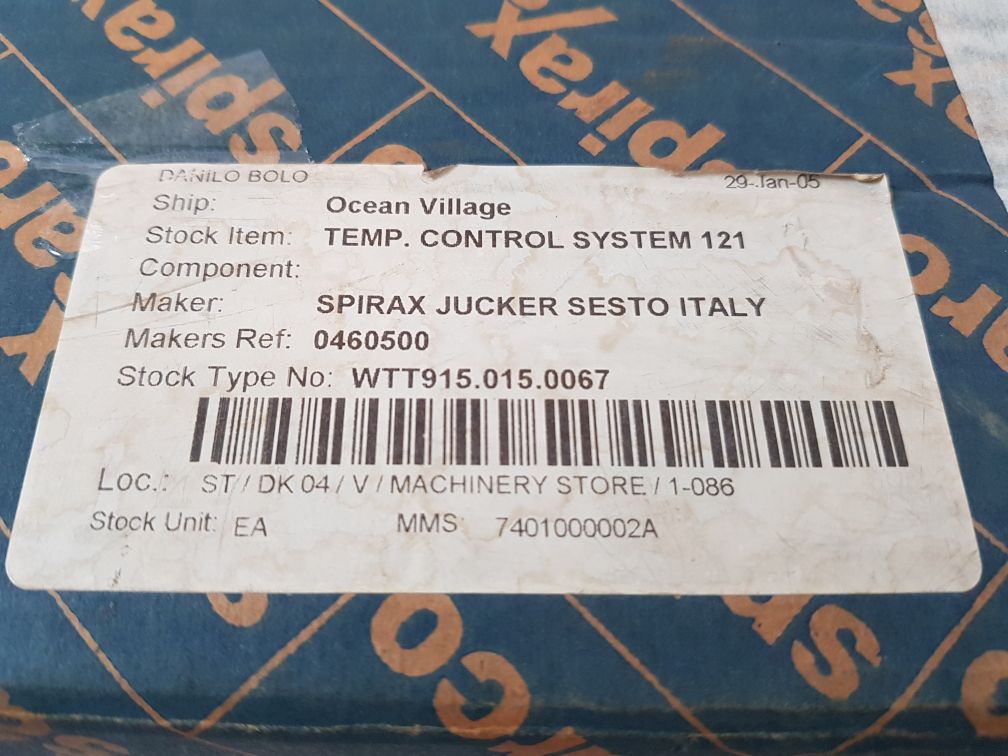 spirax
spirax
DANILO BOLO 29-Jan-05
Ship: Ocean Village
Stock Item: TEMP. CONTROL SYSTEM 121
Component:
Maker: SPIRAX JUCKER SESTO ITALY
Makers Ref: 0460500
Stock Type No: WTT915.015.0067
Loc.: ST / DK 04 / V / MACHINERY STORE / 1-086
Stock Unit: EA MMS 7401000002A